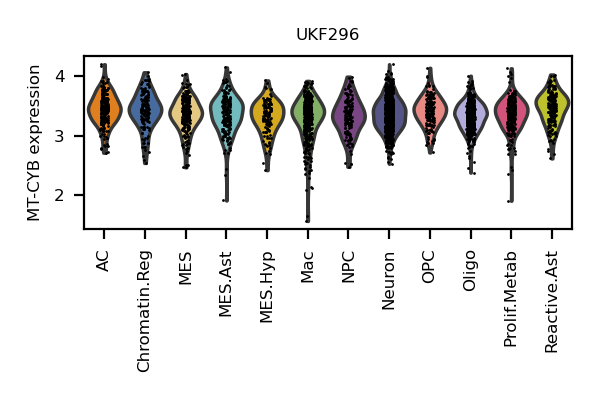 UKF296
MT-CYB expression
4
3
2
AC
Chromatin.Reg
MES
MES.Ast
MES.Hyp
Mac
NPC
Neuron
OPC
Oligo
Prolif.Metab
Reactive.Ast